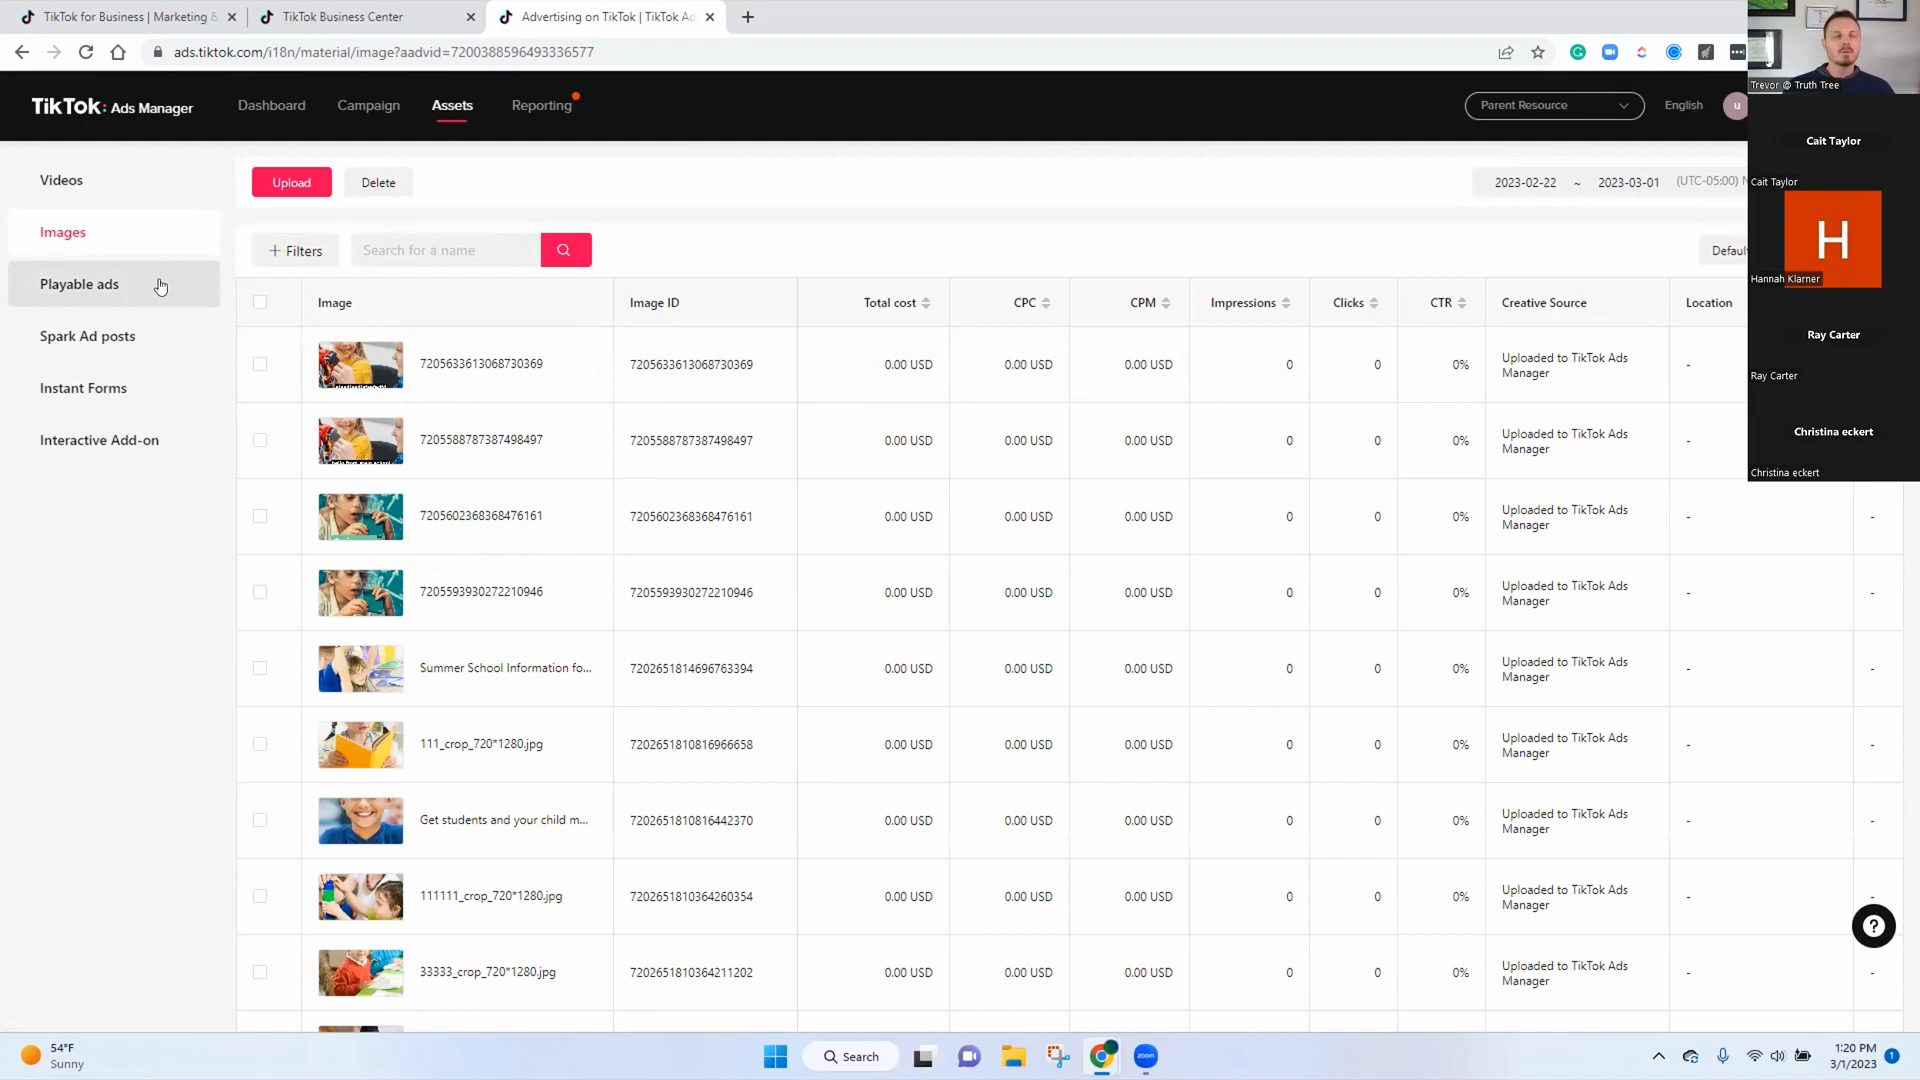 TikTok for Business | Marketing &
TikTok Business Center
Advertising on TikTok | TikTok Ad
ads.tiktok.com/i18n/material/image?aadvid=7200388596493336577
TikTok: Ads Manager
Dashboard
Campaign
Assets
Reporting
Parent Resource
English
u
Trevor @ Truth Tree
Cait Taylor
Cait Taylor
H
Hannah Klarner
Ray Carter
Ray Carter
Christina eckert
Christina eckert
Videos
Images
Playable ads
Spark Ad posts
Instant Forms
Interactive Add-on
Upload
Delete
2023-02-22 ~ 2023-03-01 (UTC-05:00) N
+ Filters
Search for a name
Defaul
Image Image ID Total cost CPC CPM Impressions Clicks CTR Creative Source Location
7205633613068730369 7205633613068730369 0.00 USD 0.00 USD 0.00 USD 0 0 0% Uploaded to TikTok Ads -
Manager
7205588787387498497 7205588787387498497 0.00 USD 0.00 USD 0.00 USD 0 0 0% Uploaded to TikTok Ads -
Manager
7205602368368476161 7205602368368476161 0.00 USD 0.00 USD 0.00 USD 0 0 0% Uploaded to TikTok Ads - -
Manager
7205593930272210946 7205593930272210946 0.00 USD 0.00 USD 0.00 USD 0 0 0% Uploaded to TikTok Ads - -
Manager
Summer School Information fo... 7202651814696763394 0.00 USD 0.00 USD 0.00 USD 0 0 0% Uploaded to TikTok Ads - -
Manager
111_crop_720*1280.jpg 7202651810816966658 0.00 USD 0.00 USD 0.00 USD 0 0 0% Uploaded to TikTok Ads - -
Manager
Get students and your child m... 7202651810816442370 0.00 USD 0.00 USD 0.00 USD 0 0 0% Uploaded to TikTok Ads - -
Manager
111111_crop_720*1280.jpg 7202651810364260354 0.00 USD 0.00 USD 0.00 USD 0 0 0% Uploaded to TikTok Ads - -
Manager
33333_crop_720*1280.jpg 7202651810364211202 0.00 USD 0.00 USD 0.00 USD 0 0 0% Uploaded to TikTok Ads - -
Manager
?
54°F
Sunny
Search
zoom
1:20 PM
3/1/2023
1